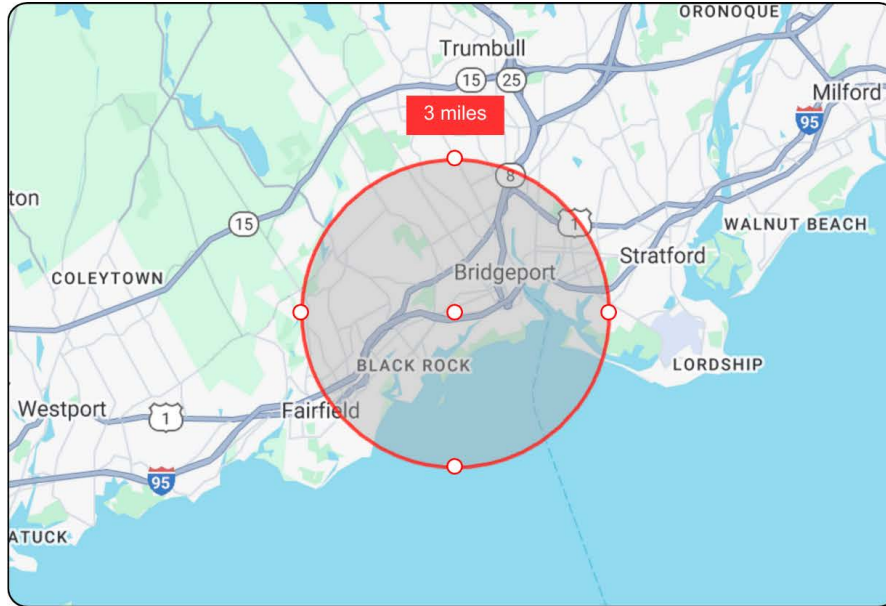 ORONOQUE
Trumbull
15
25
Milford
95
3 miles
8
ton
15
1
WALNUT BEACH
Stratford
COLEYTOWN
Bridgeport
BLACK ROCK
LORDSHIP
Westport
1
Fairfield
95
ATUCK